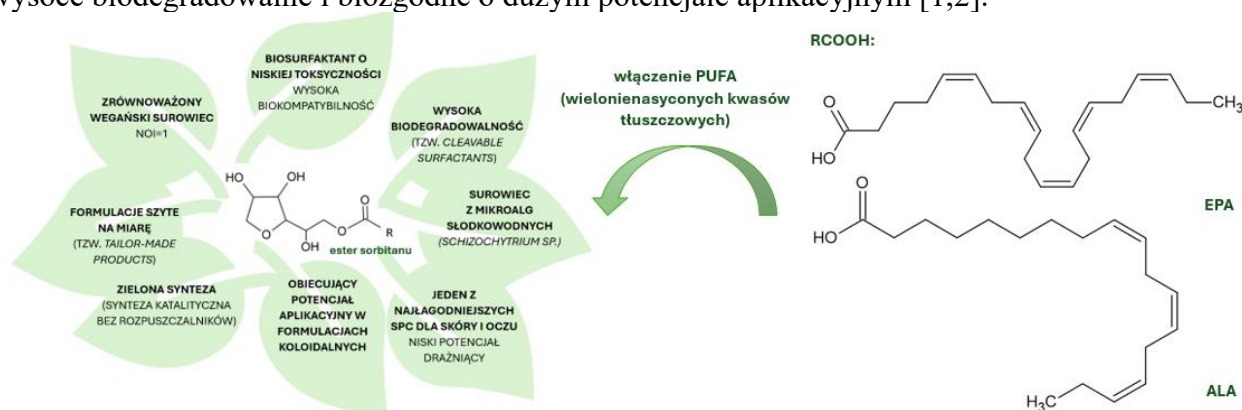 wysoce biodegradowalne i biozgodne o dużym potencjale aplikacyjnym [1,2].
BIOSURFAKTANT O
NISKIEJ TOKSYCZNOŚCI
WYSOKA
BIOKOMPATYBILNOŚĆ
ZRÓWNOWAŻONY
WEGAŃSKI SUROWIEC
NOI=1
WYSOKA
BIODEGRADOWALNOŚĆ
(TZW. CLEAVABLE
SURFACTANTS)
FORMULACJE SZYTE
NA MIARĘ
(TZW. TAILOR-MADE
PRODUCTS)
HO
OH
O
O
O
OH
R
ester sorbitanu
SUROWIEC
Z MIKROALG
SŁODKOWODNYCH
(SCHIZOCHYTRIUM SP.)
ZIELONA SYNTEZA
(SYNTEZA KATALITYCZNA
BEZ ROZPUSZCZALNIKÓW)
OBIECUJĄCY
POTENCJAŁ
APLIKACYJNY W
FORMULACJACH
KOLOIDALNYCH
JEDEN Z
NAJŁAGODNIEJSZYCH
SPC DLA SKÓRY I OCZU
NISKI POTENCJAŁ
DRAŻNIĄCY
włączenie PUFA
(wielonienasyconych kwasów
tłuszczowych)
RCOOH:
O
HO
CH3
EPA
O
HO
H3C
ALA